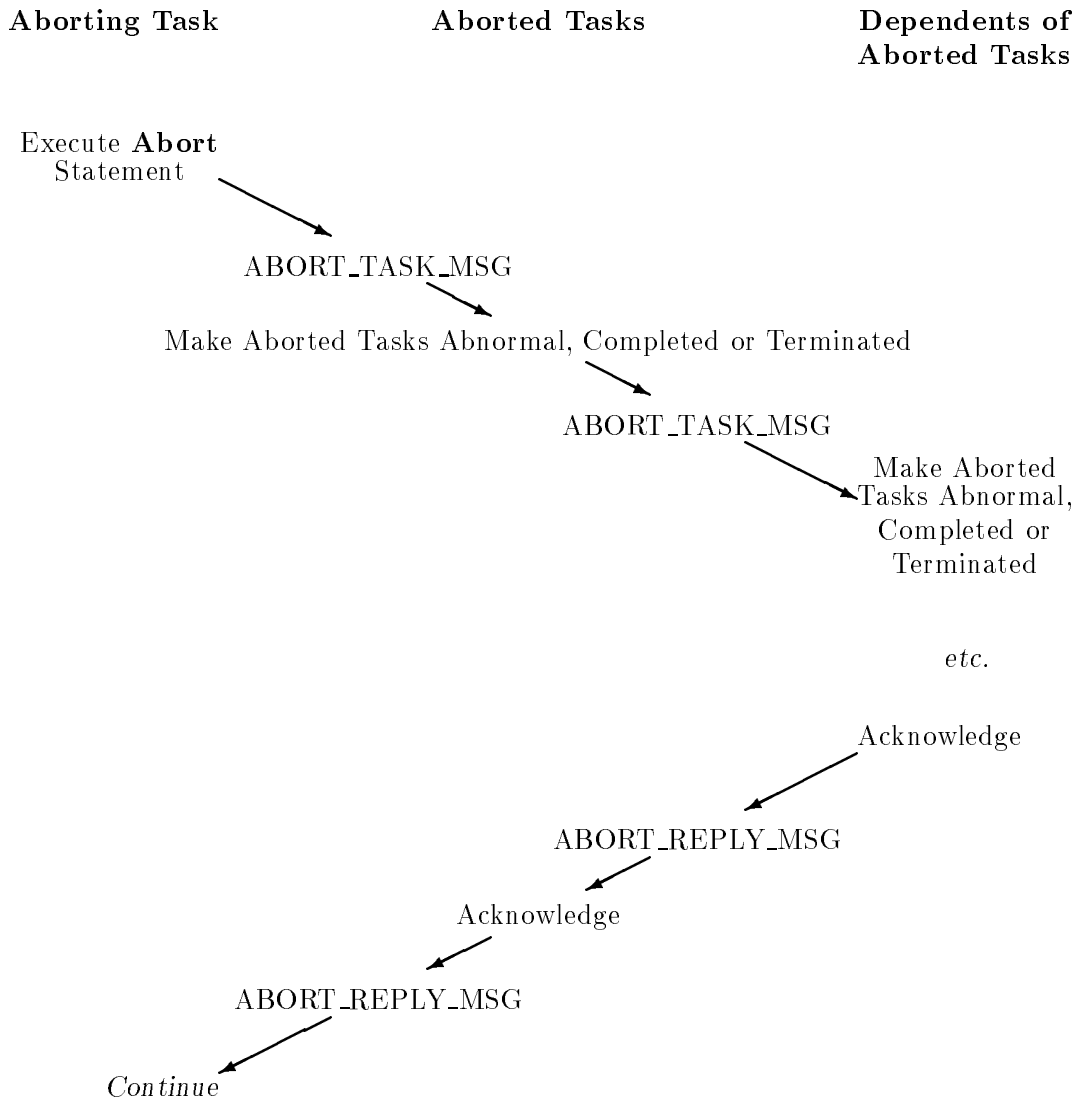 Aborting Task
Aborted Tasks
Dependents of
Aborted Tasks
Execute Abort
Statement
ABORT_TASK_MSG
Make Aborted Tasks Abnormal, Completed or Terminated
ABORT_TASK_MSG
Make Aborted
Tasks Abnormal,
Completed or
Terminated
etc.
Acknowledge
ABORT_REPLY_MSG
Acknowledge
ABORT_REPLY_MSG
Continue